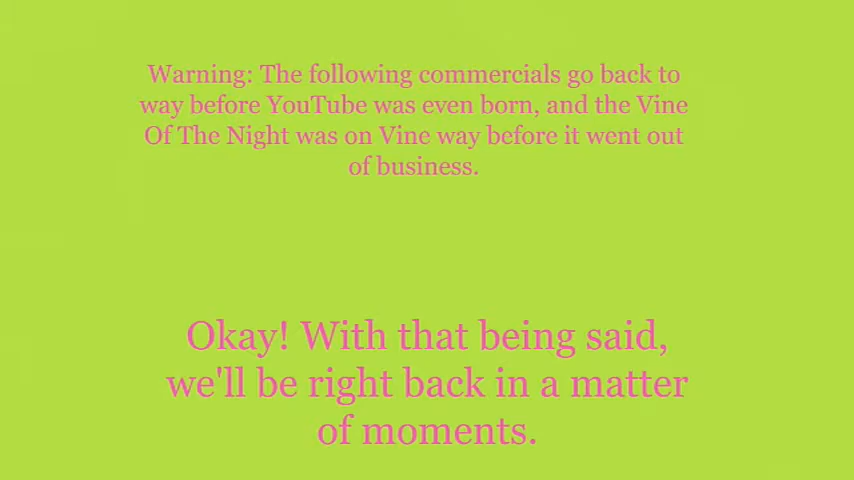 Warning: The following commercials go back to
way before YouTube was even born, and the Vine
Of The Night was on Vine way before it went out
of business.
Okay! With that being said,
we'll be right back in a matter
of moments.